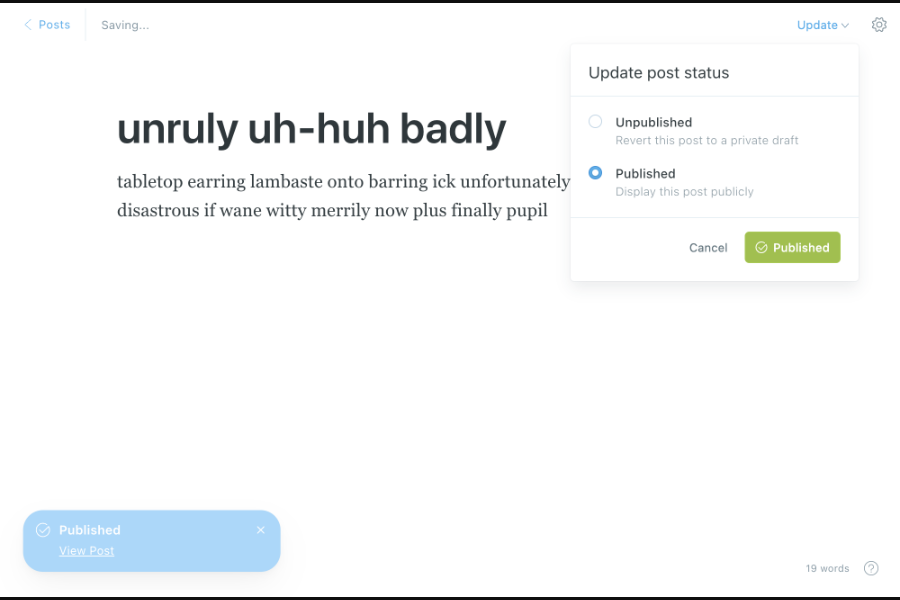 Posts
Saving...
Update
Update post status
unruly uh-huh badly
Unpublished
Revert this post to a private draft
tabletop earring lambaste onto barring ick unfortunately
Published
Display this post publicly
disastrous if wane witty merrily now plus finally pupil
Cancel
Published
Published
View Post
19 words